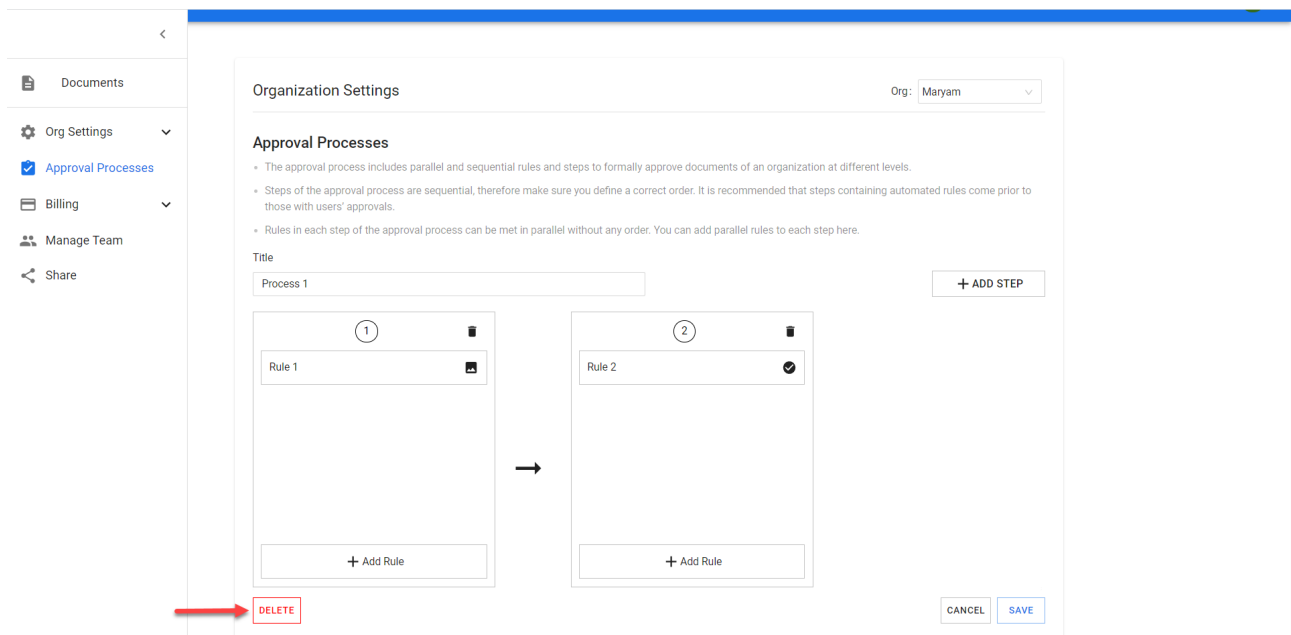 Documents
Org Settings
Approval Processes
Billing
Manage Team
Share
Organization Settings
Org: Maryam
Approval Processes
The approval process includes parallel and sequential rules and steps to formally approve documents of an organization at different levels.
Steps of the approval process are sequential, therefore make sure you define a correct order. It is recommended that steps containing automated rules come prior to
those with users' approvals.
Rules in each step of the approval process can be met in parallel without any order. You can add parallel rules to each step here.
Title
Process 1
+ ADD STEP
1
2
Rule 1
Rule 2
+ Add Rule
+ Add Rule
DELETE
CANCEL
SAVE